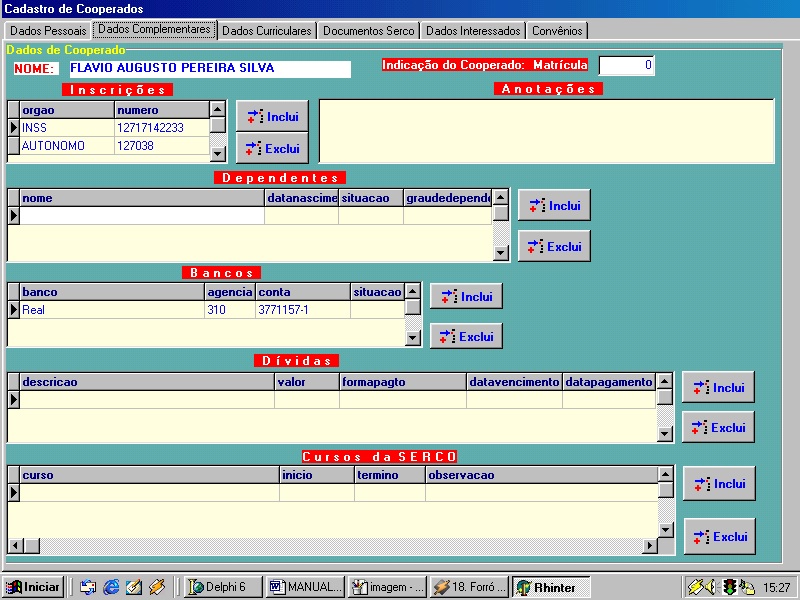 Cadastro de Cooperados
Dados Pessoais Dados Complementares Dados Curriculares Documentos Serco Dados Interessados Convênios
Dados de Cooperado
NOME: FLAVIO AUGUSTO PEREIRA SILVA Indicação do Cooperado: Matrícula 0
Inscrições Anotações
orgao numero
INSS 12717142233
AUTONOMO 127038
Inclui
Exclui
Dependentes
nome datanascime situacao graudedepende
Inclui
Exclui
Bancos
banco agencia conta situacao
Real 310 3771157-1
Inclui
Exclui
Dívidas
descricao valor formapagto datavencimento datapagamento
Inclui
Exclui
Cursos da SERCO
curso inicio termino observacao
Inclui
Exclui
Iniciar Delphi 6 MANUAL... imagem - ... 18. Forró ... Rhinter 15:27